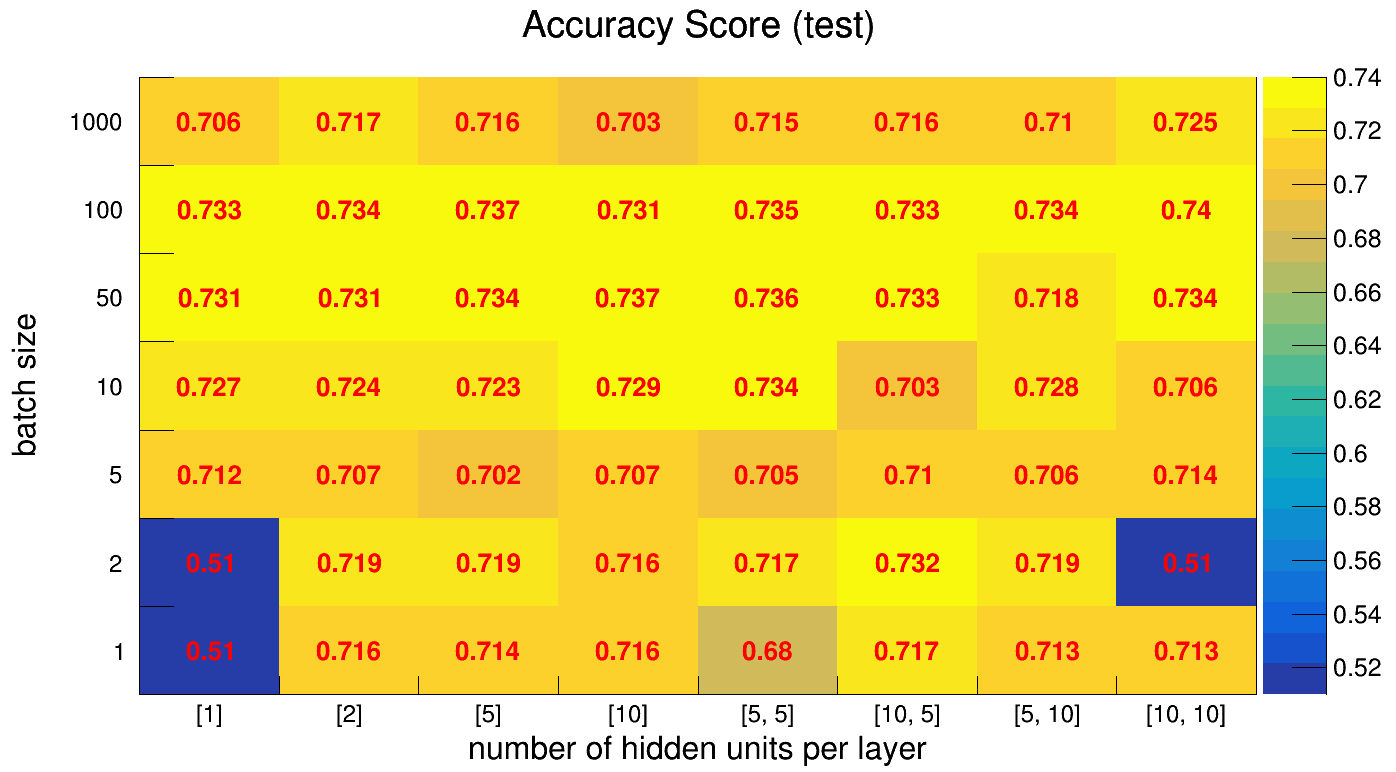 Accuracy Score (test)
1000 0.706 0.717 0.716 0.703 0.715 0.716 0.71 0.725
100 0.733 0.734 0.737 0.731 0.735 0.733 0.734 0.74
50 0.731 0.731 0.734 0.737 0.736 0.733 0.718 0.734
10 0.727 0.724 0.723 0.729 0.734 0.703 0.728 0.706
5 0.712 0.707 0.702 0.707 0.705 0.71 0.706 0.714
2 0.51 0.719 0.719 0.716 0.717 0.732 0.719 0.51
1 0.51 0.716 0.714 0.716 0.68 0.717 0.713 0.713
[1] [2] [5] [10] [5, 5] [10, 5] [5, 10] [10, 10]
number of hidden units per layer
batch size
0.74
0.72
0.7
0.68
0.66
0.64
0.62
0.6
0.58
0.56
0.54
0.52